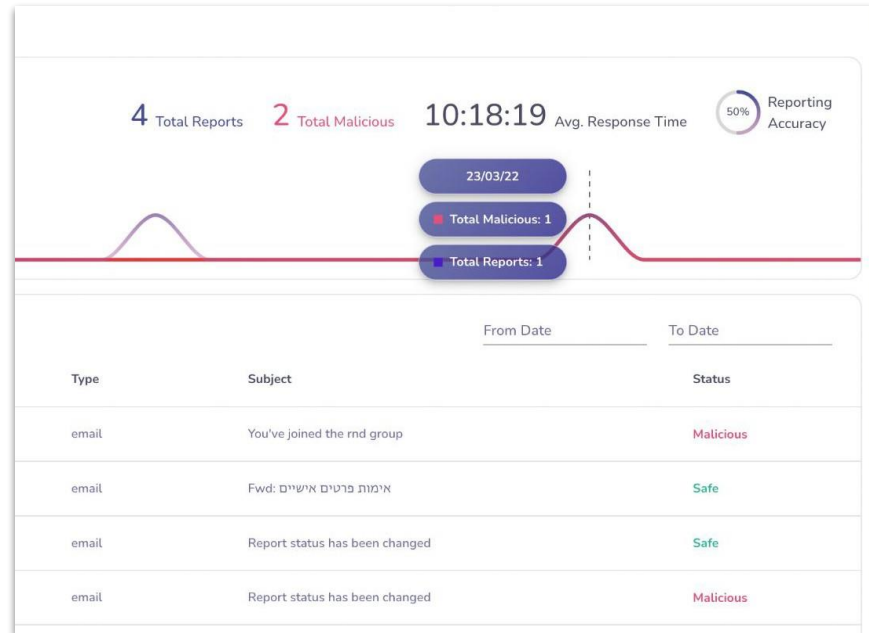 4 Total Reports
2 Total Malicious
10:18:19 Avg. Response Time
50%
Reporting
Accuracy
23/03/22
Total Malicious: 1
Total Reports: 1
From Date
To Date
Type Subject Status
email You've joined the rnd group Malicious
email Fwd: אימות פרטים אישיים Safe
email Report status has been changed Safe
email Report status has been changed Malicious